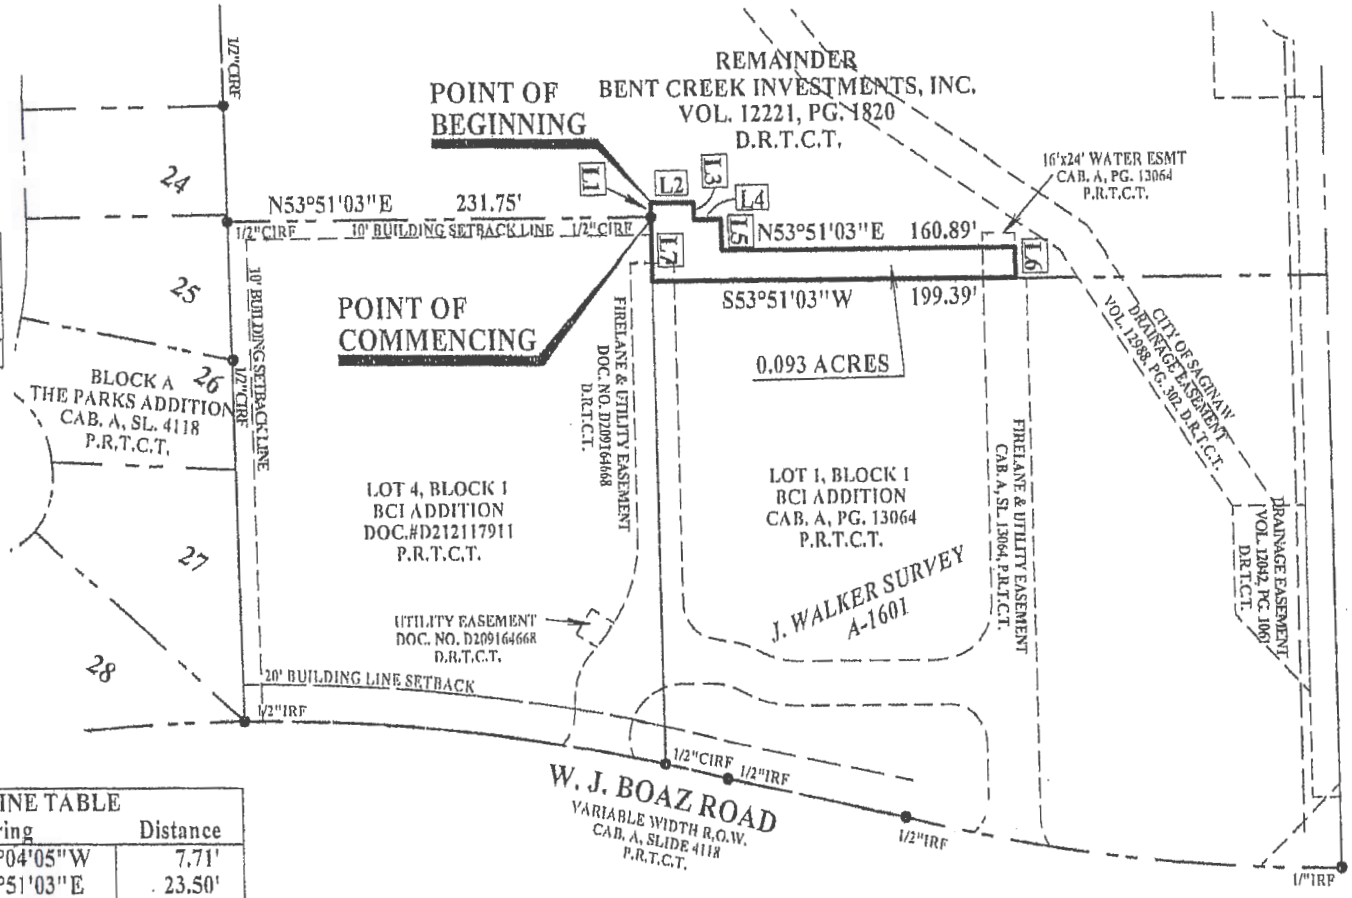 1/2"CIRF
REMAINDER
BENT CREEK INVESTMENTS, INC.
VOL. 12221, PG. 1820
D.R.T.C.T.
POINT OF
BEGINNING
16'x24' WATER ESMT
CAB. A, PG. 13064
P.R.T.C.T.
24
L1
L2
L3
L4
N53°51'03"E 231.75'
1/2"CIRF
10' BUILDING SETBACK LINE
1/2"CIRF
L5
N53°51'03"E 160.89'
L7
L6
25
S53°51'03"W 199.39'
POINT OF
COMMENCING
0.093 ACRES
10' BUILDING SETBACK LINE
FIRELANE & UTILITY EASEMENT
DOC. NO. D209164668
D.R.T.C.T.
CITY OF SAGINAW
DRAINAGE EASEMENT
VOL. 12988, PG. 302, D.R.T.C.T.
26
1/2"CIRF
BLOCK A
THE PARKS ADDITION
CAB. A, SL. 4118
P.R.T.C.T.
LOT 4, BLOCK 1
BCI ADDITION
DOC.#D212117911
P.R.T.C.T.
LOT 1, BLOCK 1
BCI ADDITION
CAB. A, PG. 13064
P.R.T.C.T.
FIRELANE & UTILITY EASEMENT
CAB. A, SL. 13064, P.R.T.C.T.
DRAINAGE EASEMENT
VOL. 12042, PG. 1061
D.R.T.C.T.
27
J. WALKER SURVEY
A-1601
UTILITY EASEMENT
DOC. NO. D209164668
D.R.T.C.T.
28
20' BUILDING LINE SETBACK
1/2"IRF
1/2"CIRF
1/2"IRF
W. J. BOAZ ROAD
VARIABLE WIDTH R.O.W.
CAB. A, SLIDE 4118
P.R.T.C.T.
1/2"IRF
1/"IRF
INE TABLE
ring Distance
°04'05"W 7.71'
°51'03"E 23.50'